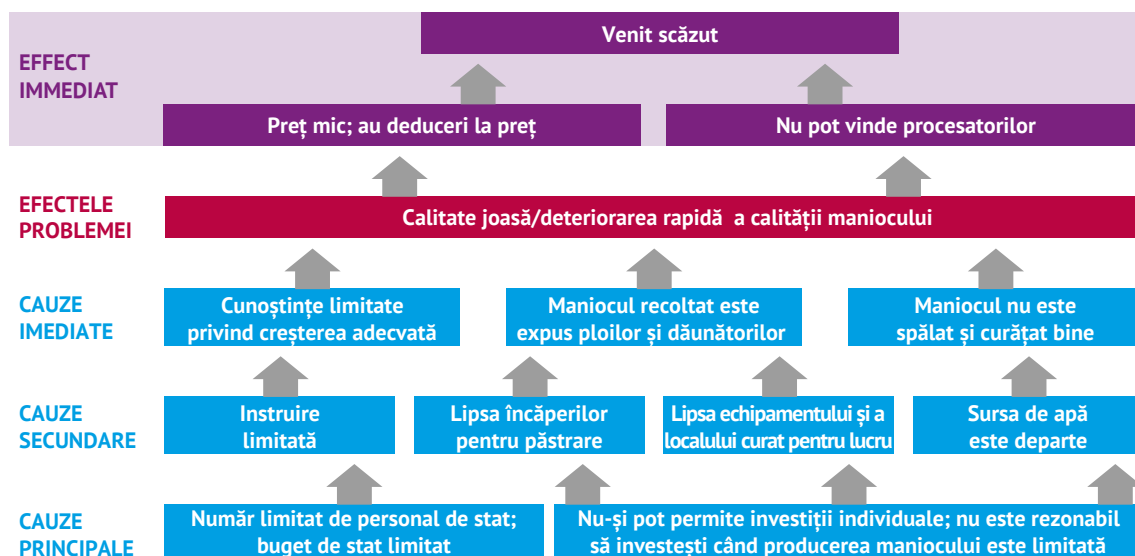 Venit scăzut
EFFECT
IMMEDIAT
Preț mic; au deduceri la preț
Nu pot vinde procesatorilor
EFECTELE
PROBLEMEI
Calitate joasă/deteriorarea rapidă a calității maniocului
CAUZE
IMEDIATE
Cunoștințe limitate
privind creșterea adecvată
Maniocul recoltat este
expus ploilor și dăunătorilor
Maniocul nu este
spălat și curățat bine
CAUZE
SECUNDARE
Instruire
limitată
Lipsa încăperilor
pentru păstrare
Lipsa echipamentului și a
localului curat pentru lucru
Sursa de apă
este departe
CAUZE
PRINCIPALE
Număr limitat de personal de stat;
buget de stat limitat
Nu-și pot permite investiții individuale; nu este rezonabil
să investești când producerea maniocului este limitată